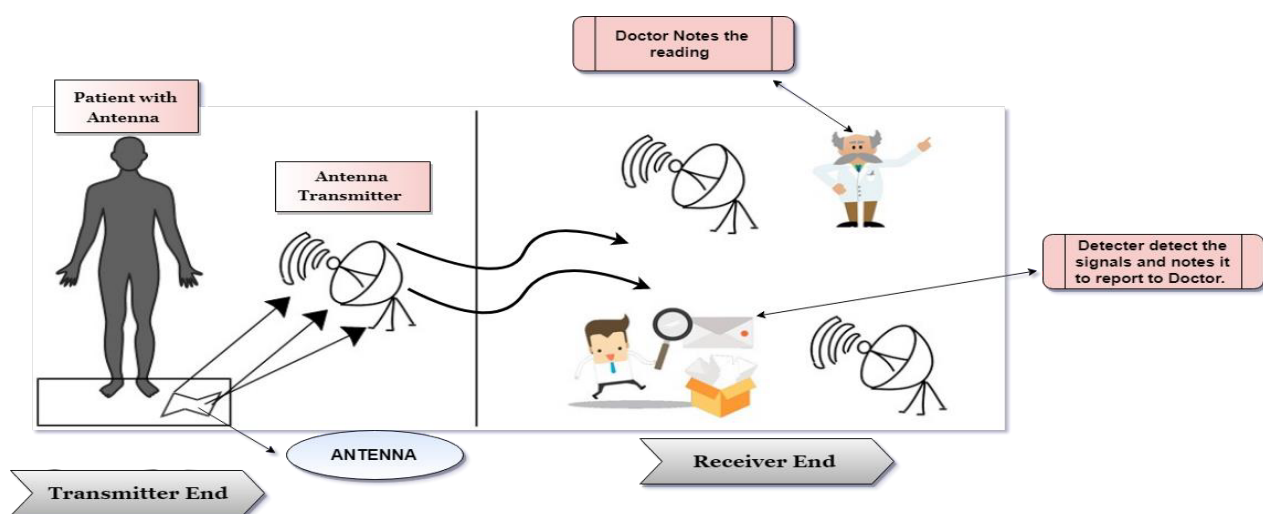 Doctor Notes the
reading
Patient with
Antenna
Antenna
Transmitter
Detecter detect the
signals and notes it
to report to Doctor.
ANTENNA
Receiver End
Transmitter End